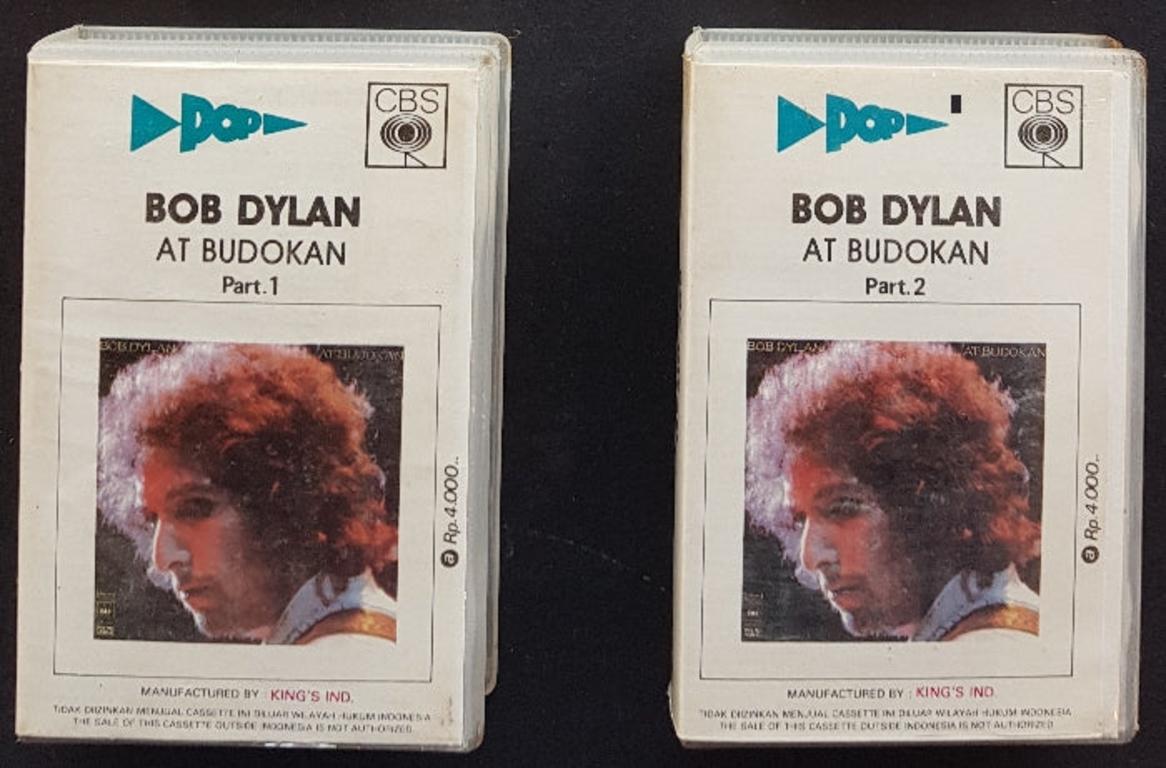 POP
CBS
BOB DYLAN
AT BUDOKAN
Part.1
BOB DYLAN AT BUDOKAN
@ Rp.4.000..
MANUFACTURED BY : KING'S IND.
TIDAK DIIZINKAN MENJUAL CASSETTE INI DILUAR WILAYAH HUKUM INDONESIA
THE SALE OF THIS CASSETTE OUTSIDE INDONESIA IS NOT AUTHORIZED
POP
CBS
BOB DYLAN
AT BUDOKAN
Part.2
BOB DYLAN AT BUDOKAN
@ Rp.4.000..
MANUFACTURED BY : KING'S IND.
TIDAK DIIZINKAN MENJUAL CASSETTE INI DILUAR WILAYAH HUKUM INDONESIA
THE SALE OF THIS CASSETTE OUTSIDE INDONESIA IS NOT AUTHORIZED